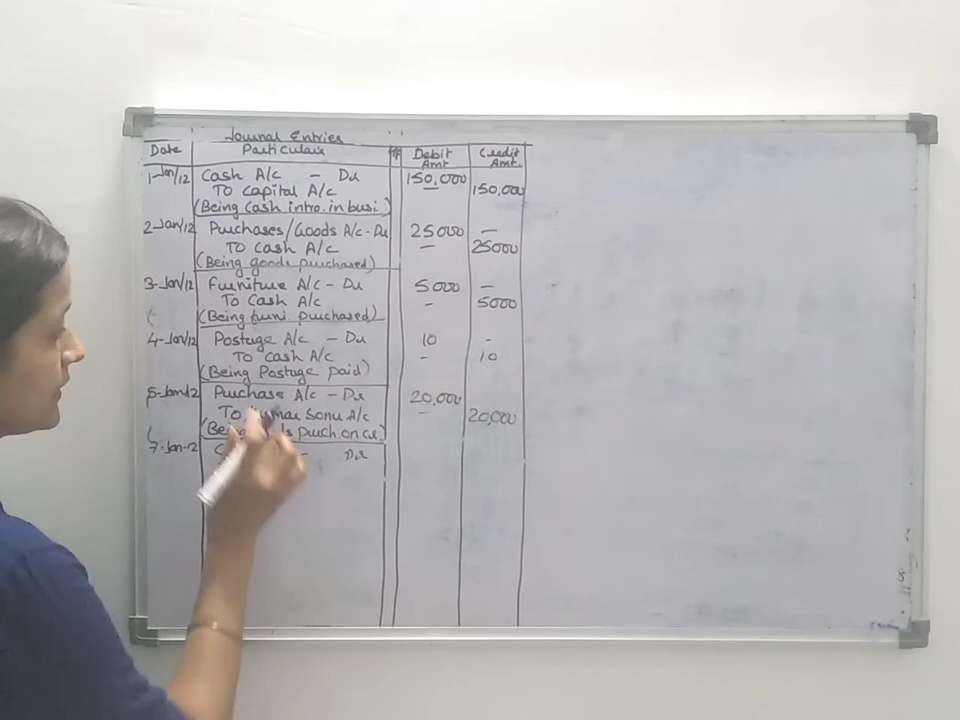 Journal Entries
Date Particulars Debit Amt Credit Amt.
1-Jan/12 Cash A/c - Dr 150,000
To Capital A/c - 150,000
(Being Cash intro. in busi)
2-Jan/12 Purchases/Goods A/c - Dr 25000 -
To Cash A/c - 25000
(Being goods purchased)
3-Jan/12 Furniture A/c - Dr 5000 -
To Cash A/c - 5000
(Being furni. purchased)
4-Jan/12 Postage A/c - Dr 10 -
To Cash A/c - 10
(Being Postage paid)
5-Jan-12 Purchase A/c - Dr 20,000
To Kumar Sonu A/c - 20,000
purch on cr)
7-Jan-12 - Dr